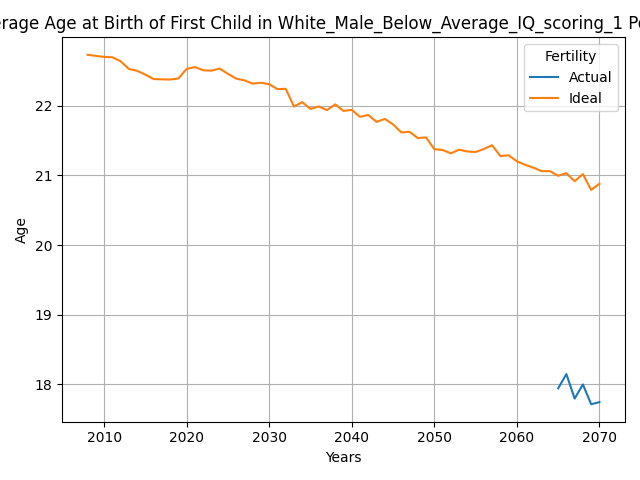 erage Age at Birth of First Child in White_Male_Below_Average_IQ_scoring_1 P
Fertility
Actual
Ideal
22
21
20
19
18
Age
2010 2020 2030 2040 2050 2060 2070
Years